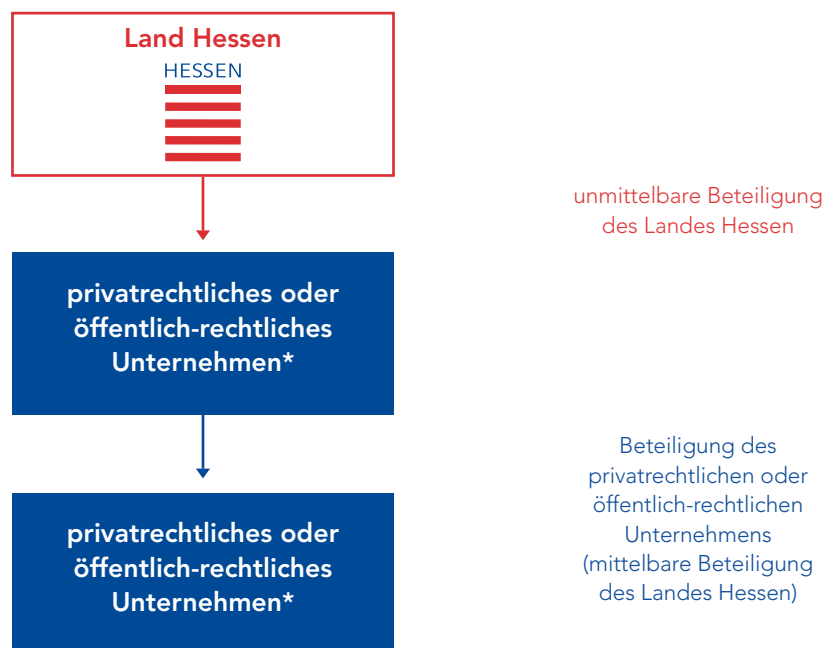 Land Hessen
HESSEN
unmittelbare Beteiligung
des Landes Hessen
privatrechtliches oder
öffentlich-rechtliches
Unternehmen*
Beteiligung des
privatrechtlichen oder
öffentlich-rechtlichen
Unternehmens
(mittelbare Beteiligung
des Landes Hessen)
privatrechtliches oder
öffentlich-rechtliches
Unternehmen*